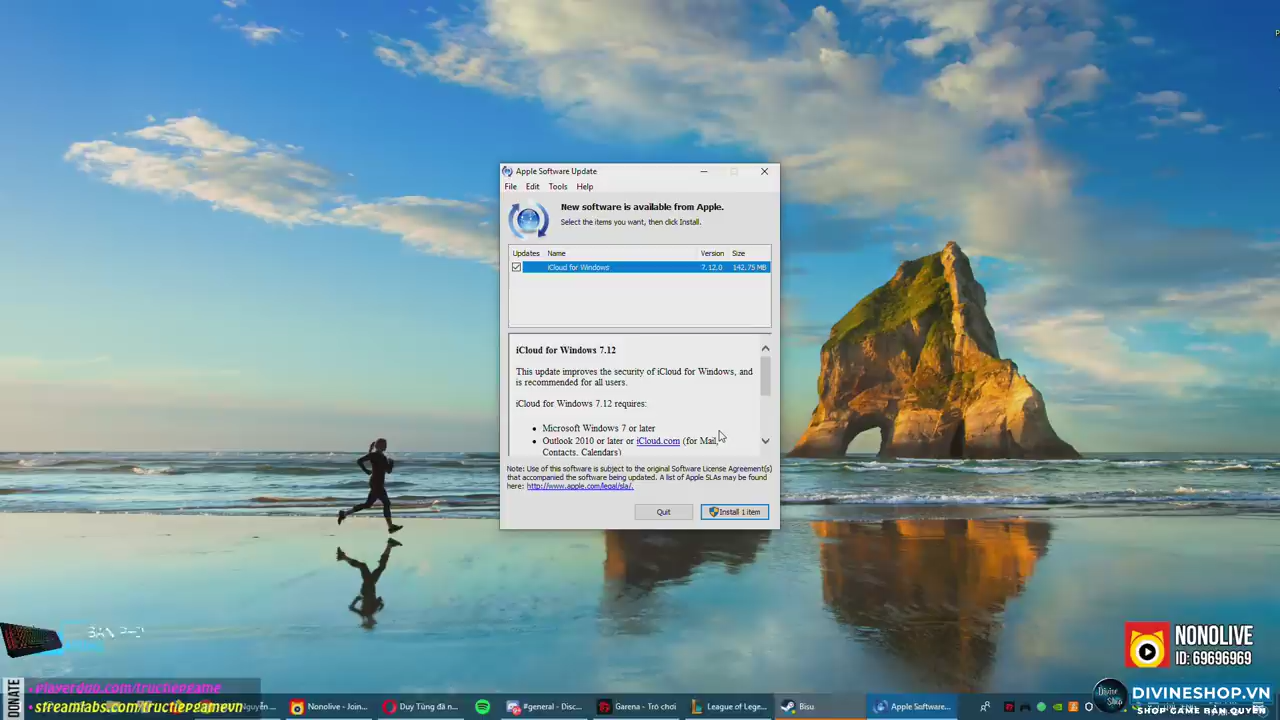 Apple Software Update
File Edit Tools Help
New software is available from Apple.
Select the items you want, then click Install.
Updates Name Version Size
iCloud for Windows 7.12.0 142.75 MB
iCloud for Windows 7.12
This update improves the security of iCloud for Windows, and
is recommended for all users.
iCloud for Windows 7.12 requires:
Microsoft Windows 7 or later
Outlook 2010 or later or iCloud.com (for Mail,
Contacts, Calendars)
Note: Use of this software is subject to the original Software License Agreement(s)
that accompanied the software being updated. A list of Apple SLAs may be found
here: http://www.apple.com/legal/sla/.
Quit Install 1 item
NONOLIVE
ID: 69696969
DONATE
playerduo.com/tructiepgame
streamlabs.com/tructiepgamevn
Nonolive - Join...
Duy Tùng đã n...
#general - Disc...
Garena - Trò chơi
League of Lege...
Bisu
Apple Software...
Divine
Shop
DIVINESHOP.VN
SHOP GAME BẢN QUYỀN